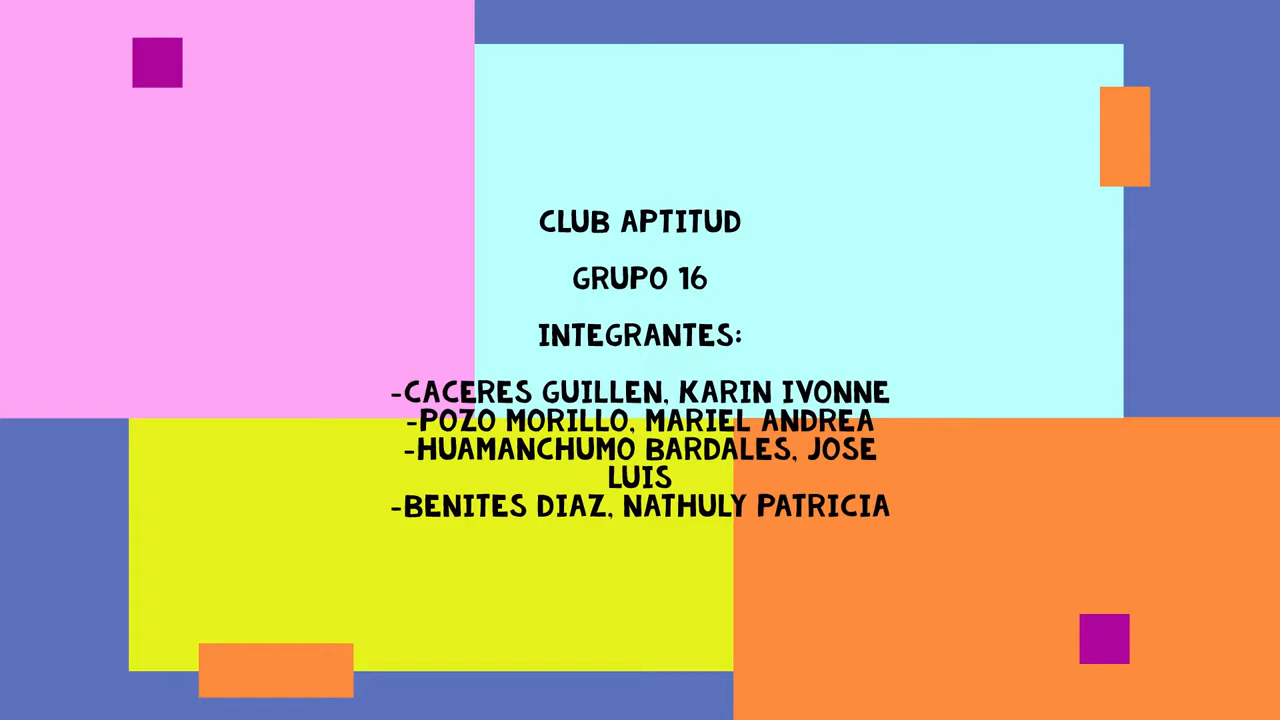 CLUB APTITUD
GRUPO 16
INTEGRANTES:
-CACERES GUILLEN, KARIN IVONNE
-POZO MORILLO, MARIEL ANDREA
-HUAMANCHUMO BARDALES, JOSE
LUIS
-BENITES DIAZ, NATHULY PATRICIA